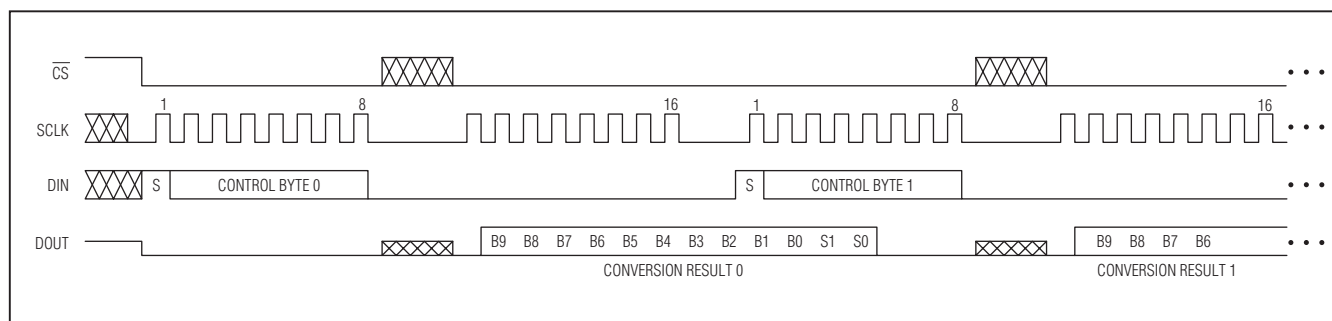 CS
1 8 16 1 8 16
SCLK
DIN S CONTROL BYTE 0 S CONTROL BYTE 1
DOUT B9 B8 B7 B6 B5 B4 B3 B2 B1 B0 S1 S0 B9 B8 B7 B6
CONVERSION RESULT 0 CONVERSION RESULT 1